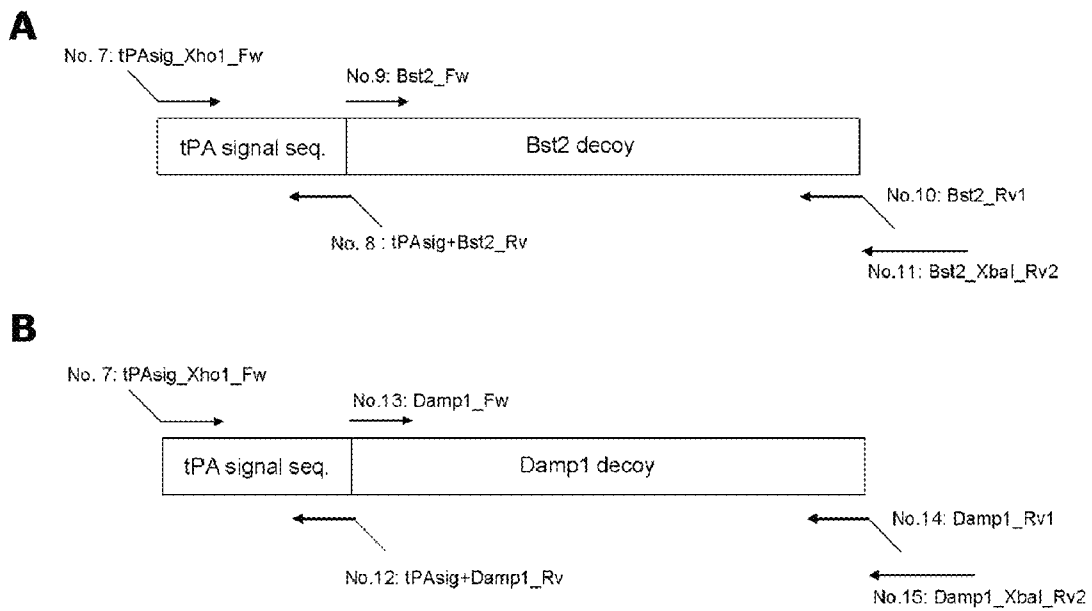 A
No. 7: tPAsig_Xho1_Fw
No.9: Bst2_Fw
tPA signal seq.
Bst2 decoy
No.10: Bst2_Rv1
No. 8 : tPAsig+Bst2_Rv
No.11: Bst2_XbaI_Rv2
B
No. 7: tPAsig_Xho1_Fw
No.13: Damp1_Fw
tPA signal seq.
Damp1 decoy
No.14: Damp1_Rv1
No.12: tPAsig+Damp1_Rv
No.15: Damp1_XbaI_Rv2